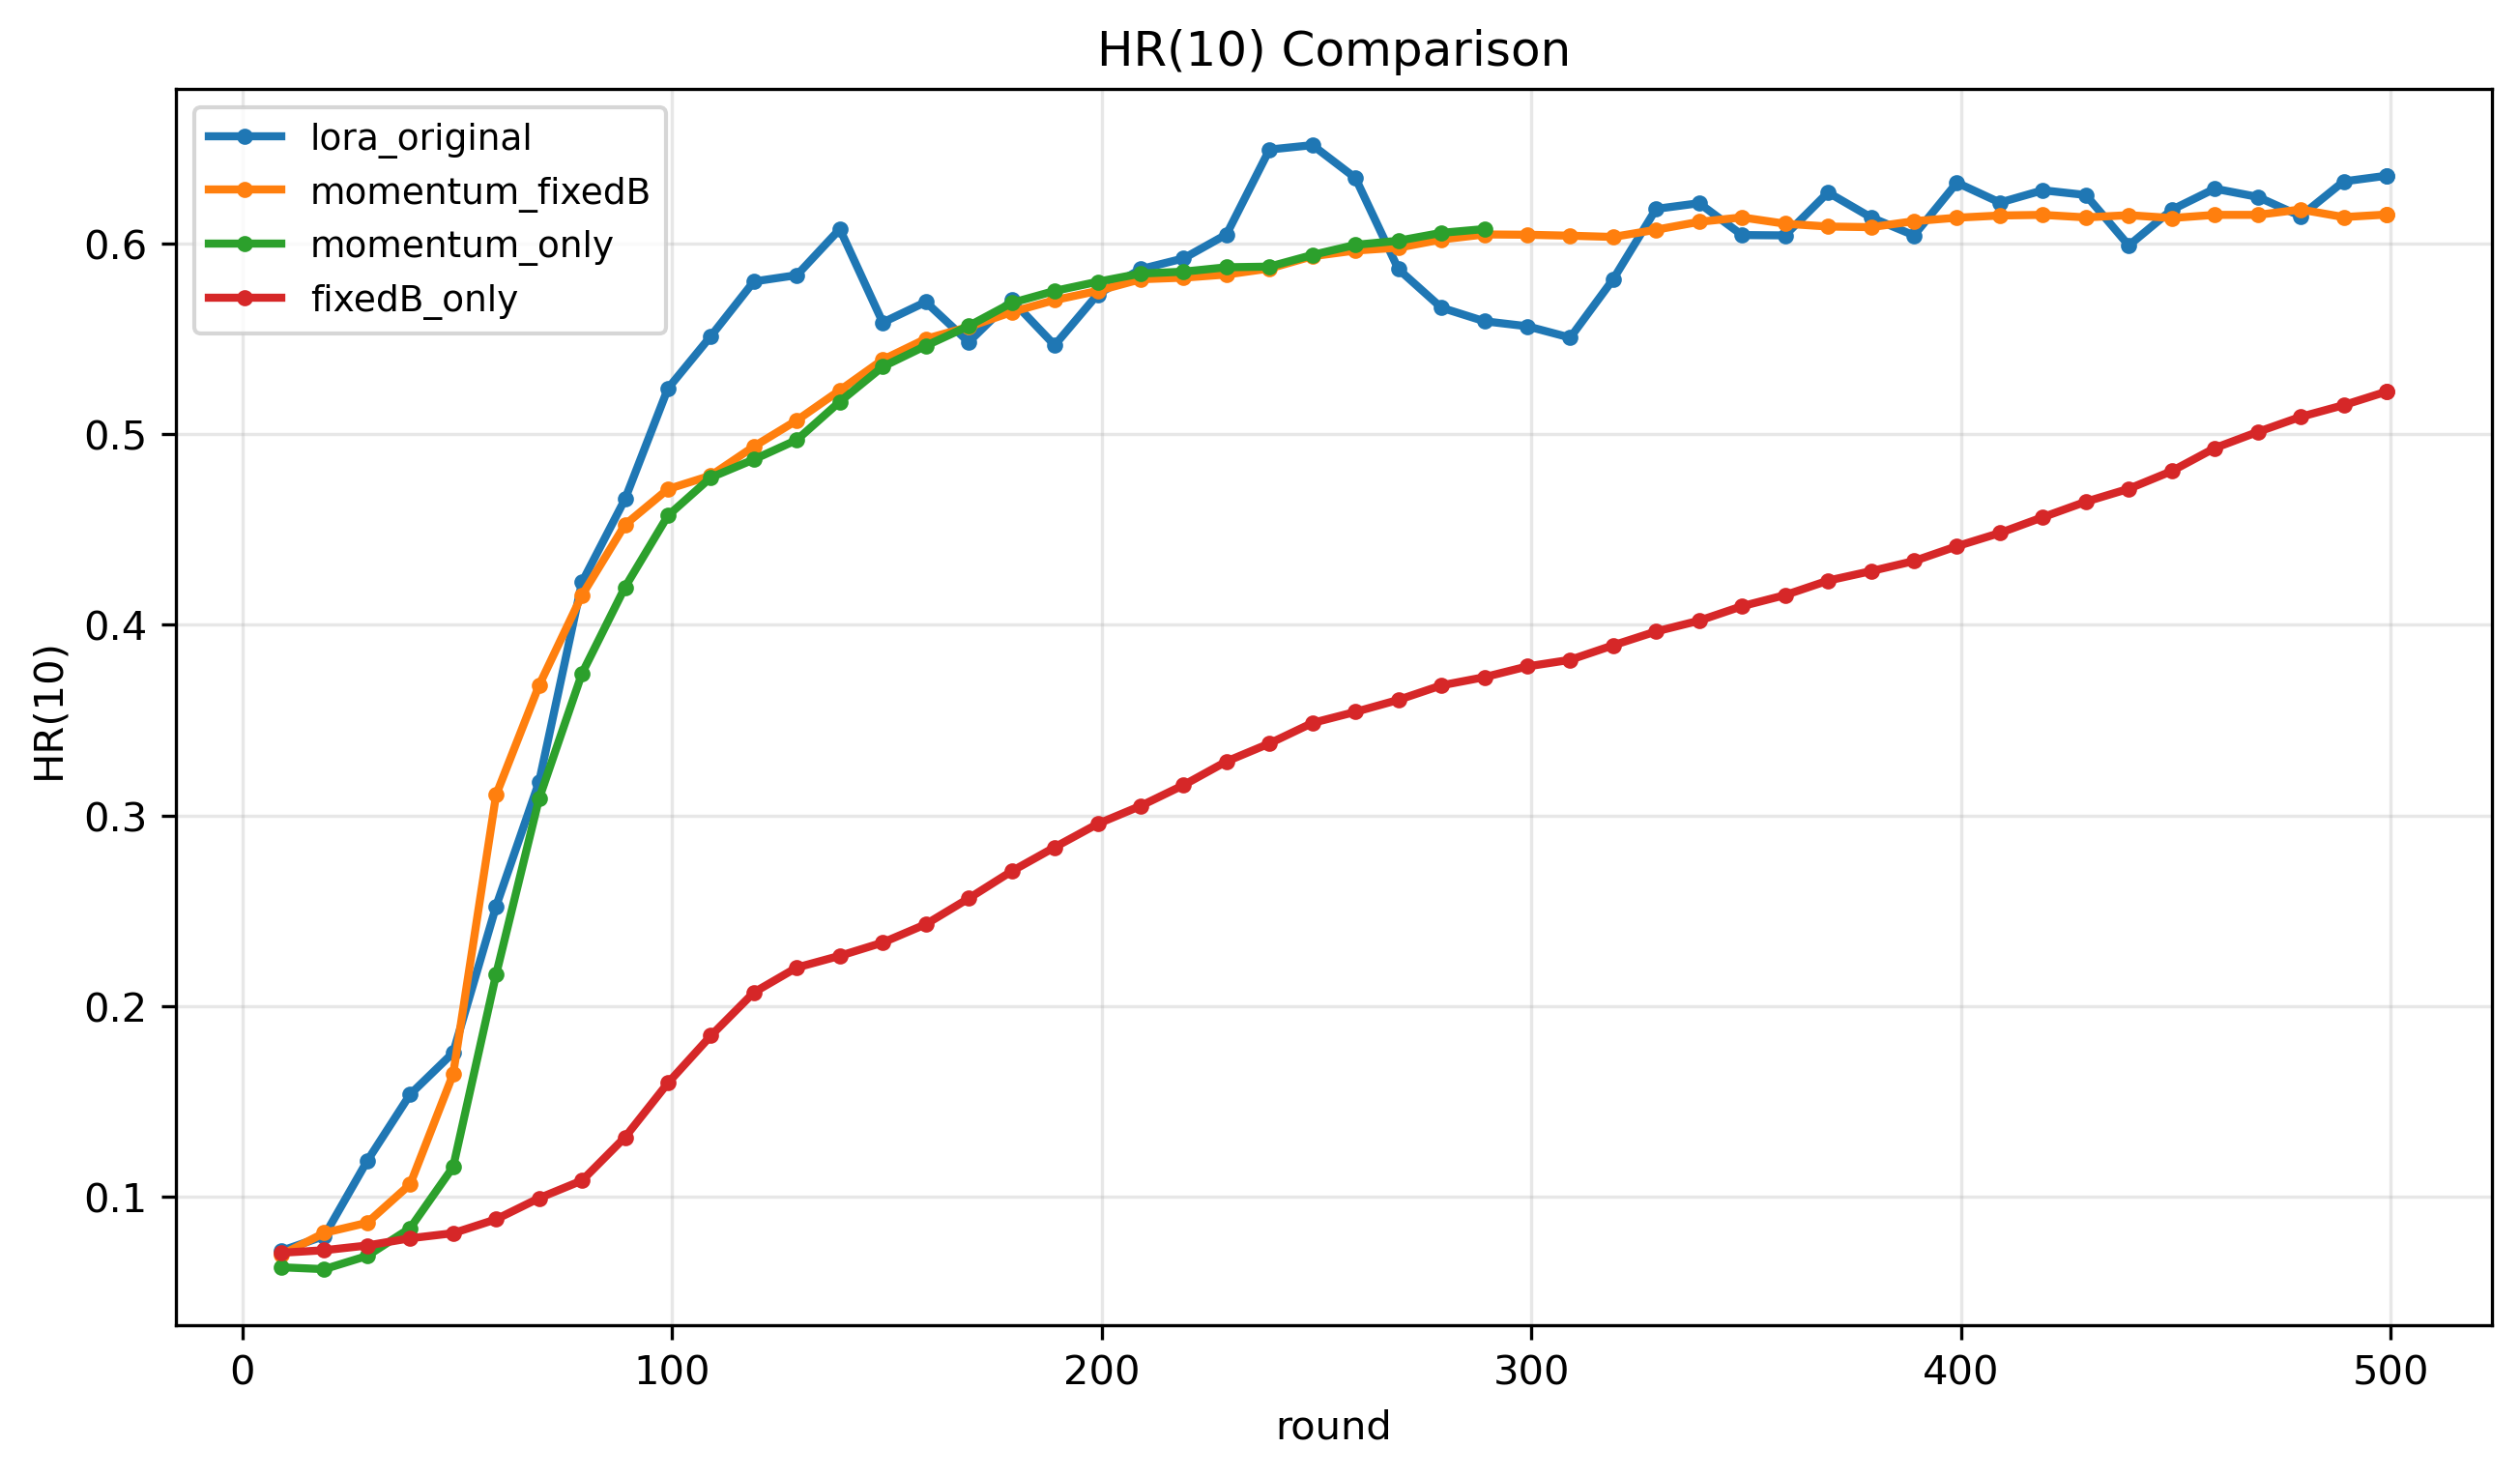 HR(10) Comparison
lora_original
momentum_fixedB
momentum_only
fixedB_only
HR(10)
0.6
0.5
0.4
0.3
0.2
0.1
0 100 200 300 400 500
round